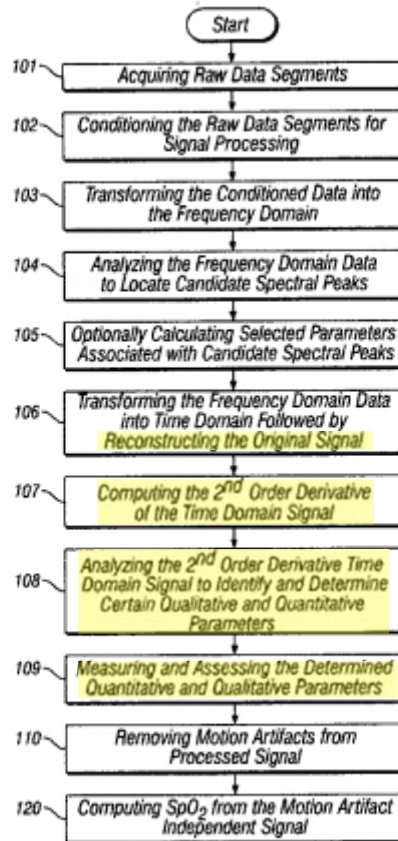 Start
101
Acquiring Raw Data Segments
102
Conditioning the Raw Data Segments for
Signal Processing
103
Transforming the Conditioned Data into
the Frequency Domain
104
Analyzing the Frequency Domain Data
to Locate Candidate Spectral Peaks
105
Optionally Calculating Selected Parameters
Associated with Candidate Spectral Peaks
106
Transforming the Frequency Domain Data
into Time Domain Followed by
Reconstructing the Original Signal
107
Computing the 2nd Order Derivative
of the Time Domain Signal
108
Analyzing the 2nd Order Derivative Time
Domain Signal to Identify and Determine
Certain Qualitative and Quantitative
Parameters
109
Measuring and Assessing the Determined
Quantitative and Qualitative Parameters
110
Removing Motion Artifacts from
Processed Signal
120
Computing SpO2 from the Motion Artifact
Independent Signal